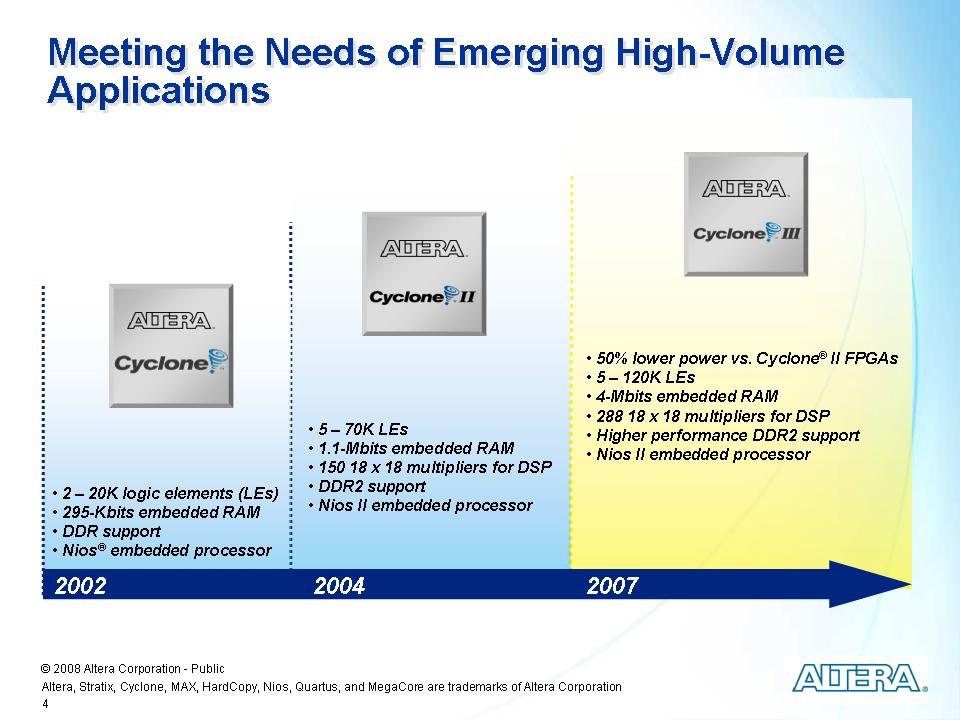 Meeting the Needs of Emerging High-Volume
Applications
ALTERA.
Cyclone™
• 2 – 20K logic elements (LEs)
• 295-Kbits embedded RAM
• DDR support
• Nios® embedded processor
2002
ALTERA.
Cyclone II
• 5 – 70K LEs
• 1.1-Mbits embedded RAM
• 150 18 x 18 multipliers for DSP
• DDR2 support
• Nios II embedded processor
2004
ALTERA.
Cyclone III
• 50% lower power vs. Cyclone® II FPGAs
• 5 – 120K LEs
• 4-Mbits embedded RAM
• 288 18 x 18 multipliers for DSP
• Higher performance DDR2 support
• Nios II embedded processor
2007
© 2008 Altera Corporation - Public
Altera, Stratix, Cyclone, MAX, HardCopy, Nios, Quartus, and MegaCore are trademarks of Altera Corporation
4
ALTERA®